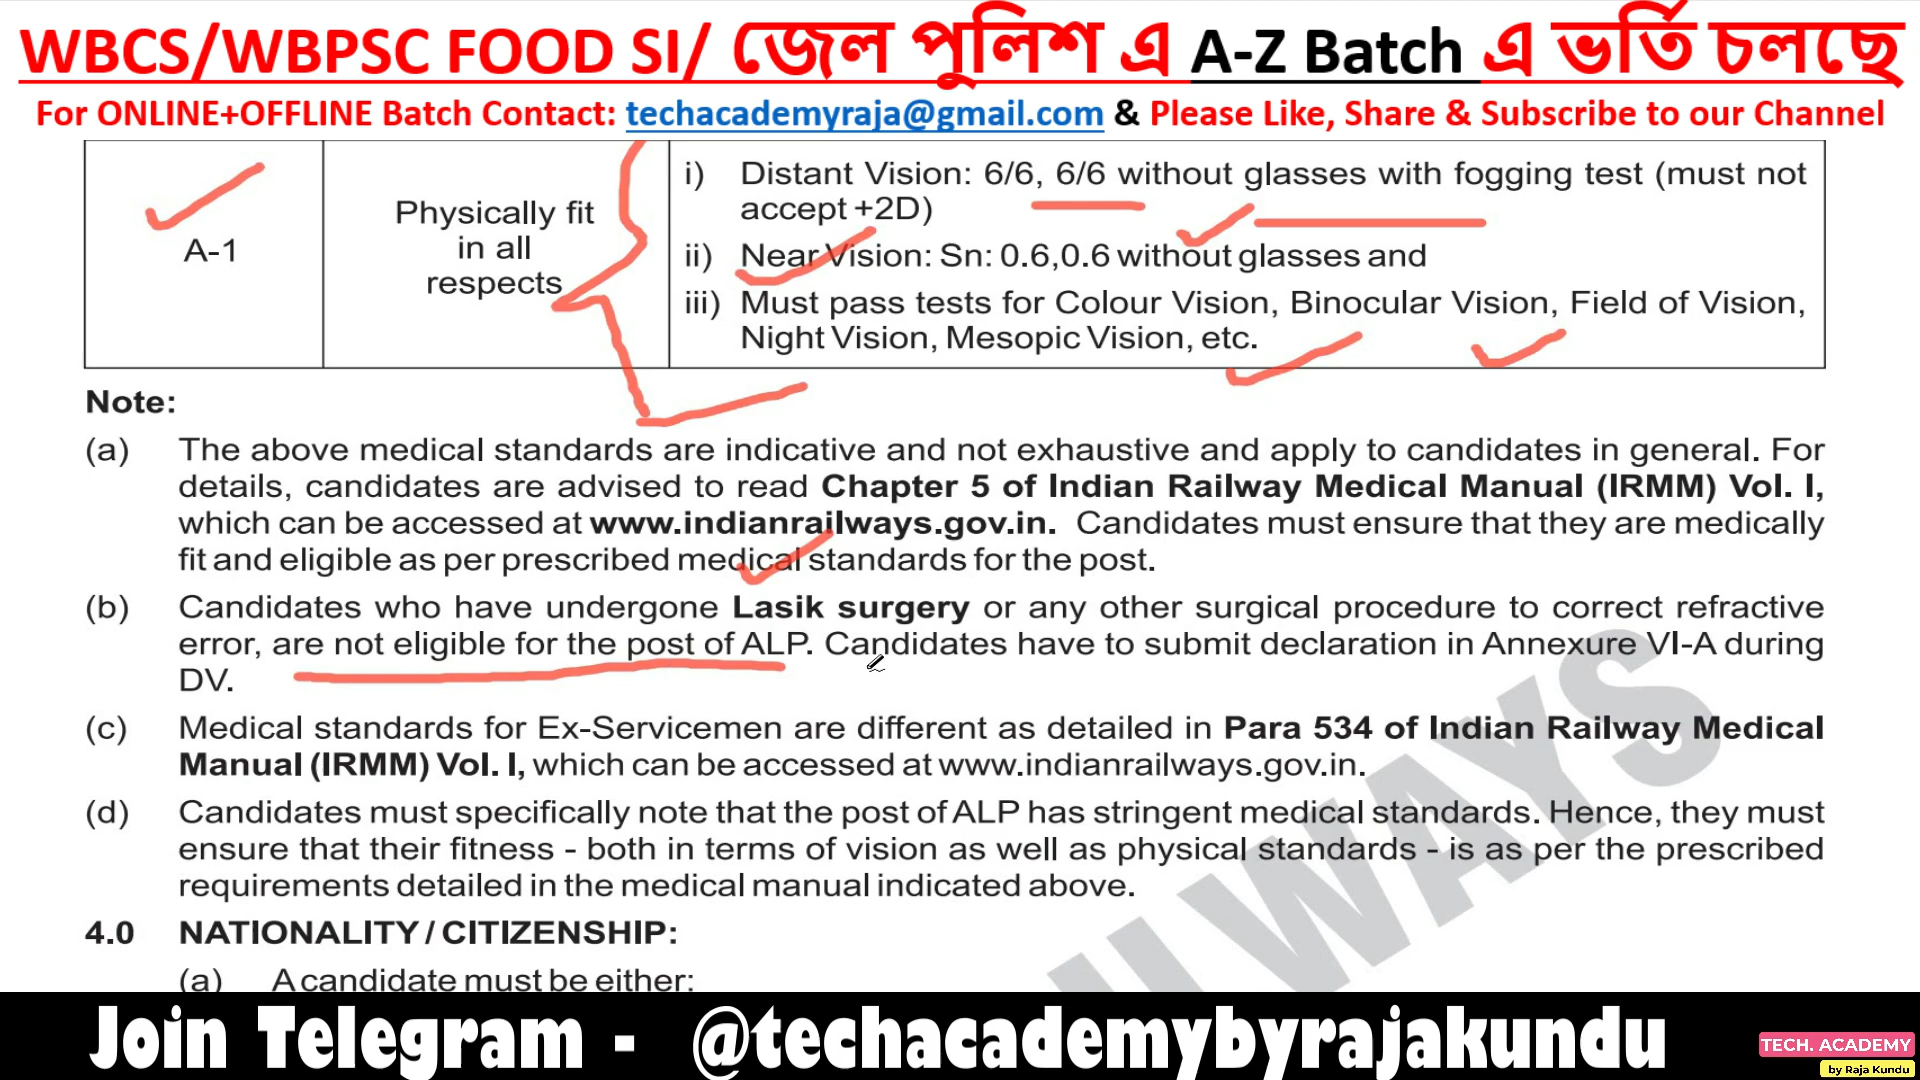 WBCS/WBPSC FOOD SI/ জেল পুলিশ এ A-Z Batch এ ভর্তি চলছে
For ONLINE+OFFLINE Batch Contact: techacademyraja@gmail.com & Please Like, Share & Subscribe to our Channel
A-1
Physically fit
in all
respects
i) Distant Vision: 6/6, 6/6 without glasses with fogging test (must not
accept +2D)
ii) Near Vision: Sn: 0.6,0.6 without glasses and
iii) Must pass tests for Colour Vision, Binocular Vision, Field of Vision,
Night Vision, Mesopic Vision, etc.
Note:
(a) The above medical standards are indicative and not exhaustive and apply to candidates in general. For
details, candidates are advised to read Chapter 5 of Indian Railway Medical Manual (IRMM) Vol. I,
which can be accessed at www.indianrailways.gov.in. Candidates must ensure that they are medically
fit and eligible as per prescribed medical standards for the post.
(b) Candidates who have undergone Lasik surgery or any other surgical procedure to correct refractive
error, are not eligible for the post of ALP. Candidates have to submit declaration in Annexure VI-A during
DV.
(c) Medical standards for Ex-Servicemen are different as detailed in Para 534 of Indian Railway Medical
Manual (IRMM) Vol. I, which can be accessed at www.indianrailways.gov.in.
(d) Candidates must specifically note that the post of ALP has stringent medical standards. Hence, they must
ensure that their fitness - both in terms of vision as well as physical standards - is as per the prescribed
requirements detailed in the medical manual indicated above.
4.0 NATIONALITY / CITIZENSHIP:
(a) A candidate must be either:
Join Telegram - @techacademybyrajakundu
TECH. ACADEMY
by Raja Kundu